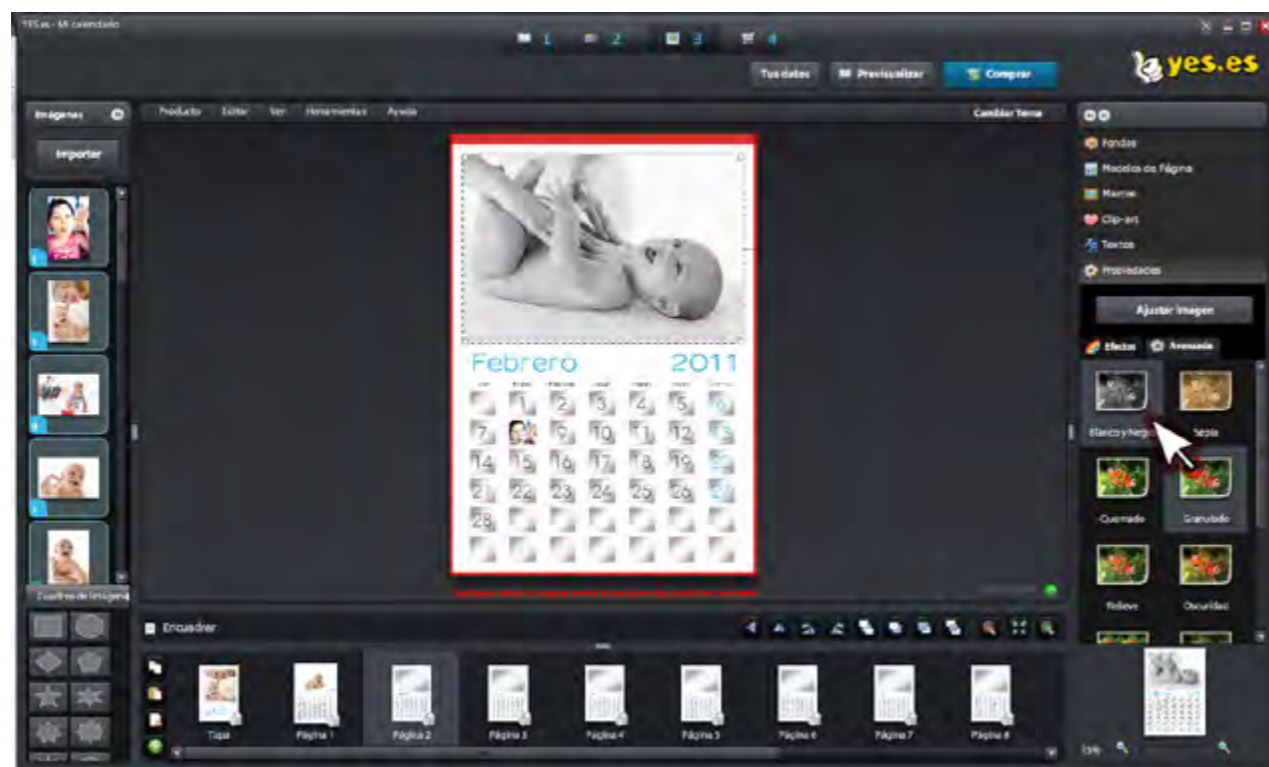 YES.es - Mi calendario
1 2 3 4
Tus datos
Previsualizar
Comprar
yes.es
Imágenes
Importar
Producto Editar Ver Herramientas Ayuda
Cambiar Tema
Fondos
Modelos de Página
Marcos
Clip-art
Textos
Propiedades
Ajustar Imagen
Efectos
Avanzado
Febrero 2011
1 2 3 4 5 6
7 9 10 11 12 13
14 15 16 17 18 19 20
21 22 23 24 25 26 27
28
Blanco y Negro
Sepia
Quemado
Granulado
Relieve
Oscuridad
Cuadros de Imágenes
Encuadrar
Tapa
Página 1
Página 2
Página 3
Página 4
Página 5
Página 6
Página 7
Página 8
15%